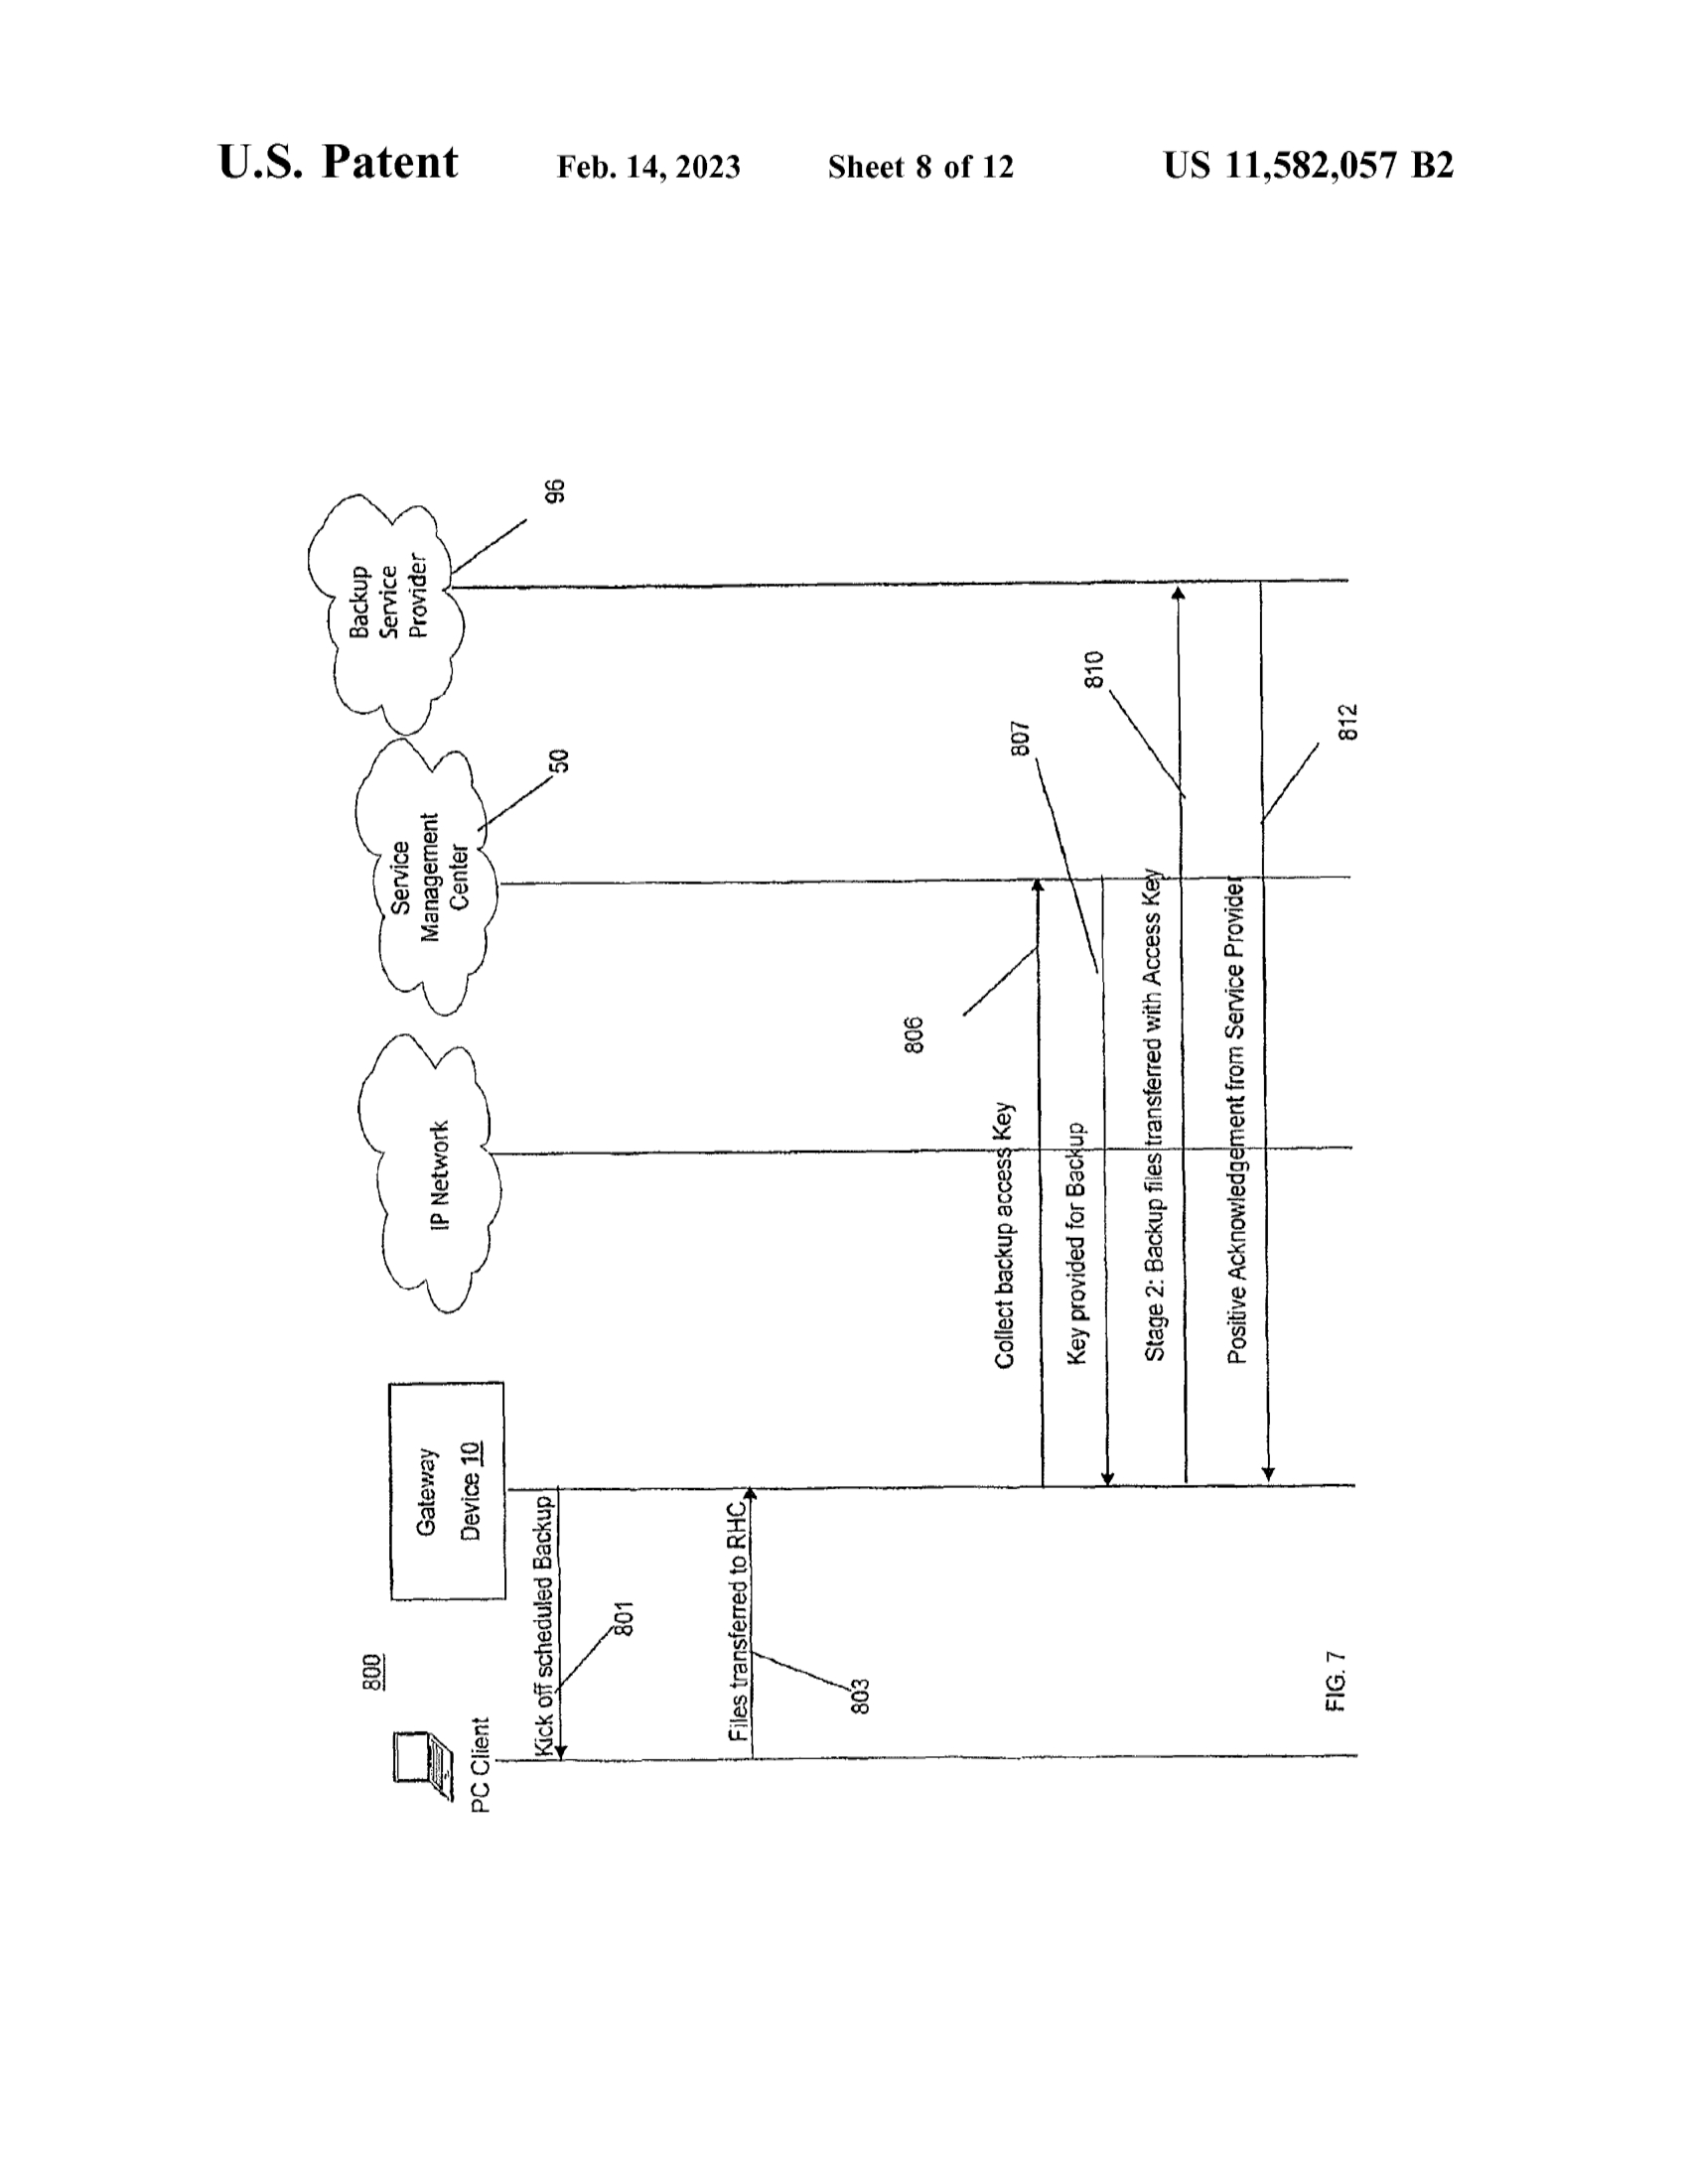 U.S. Patent Feb. 14, 2023 Sheet 8 of 12 US 11,582,057 B2
800
PC Client
Gateway
Device 10
IP Network
Service
Management
Center
50
Backup
Service
Provider
96
Kick off scheduled Backup
801
Files transferred to RHC
803
Collect backup access Key
806
Key provided for Backup
807
Stage 2: Backup files transferred with Access Key
810
Positive Acknowledgement from Service Provider
812
FIG. 7